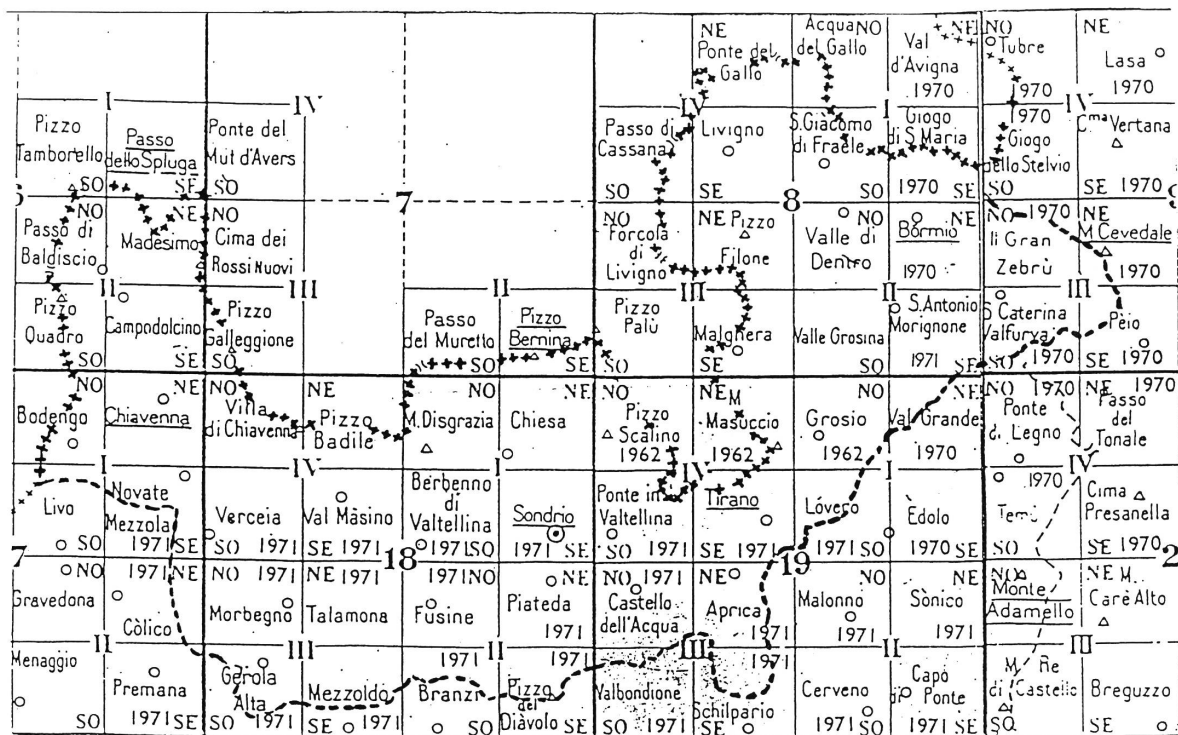 NE Acqua NO NE NO NE
Ponte del del Gallo Val Tubre Lasa
Gallo d'Avigna 1970
1970
I IV IV I 1970 IV
Pizzo Passo Ponte del Passo di Livigno S.Giacomo Giogo Giogo Cma Vertana
Tamborello dello Spluga Mut d'Avers Cassana di Fraele di S Maria dello Stelvio
SO SE SO SO SE 1970 SE SO SE 1970
6 7 8 9
NO NE NO NO NE Pizzo NO NE NO 1970 NE
Passo di Madesimo Cima dei Forcola Filone Valle di Bormio Il Gran M Cevedale
Baldiscio Rossi Nuovi di Dentro Zebrù
Livigno 1970 1970
II III II III II III
Pizzo Campodolcino Pizzo Passo Pizzo Pizzo Malghera Valle Grosina S.Antonio S Caterina Pèio
Quadro Galleggione del Muretto Bernina Palù Morignone Valfurva
SO SE SO SO SE 1971 SE SO 1970 SE 1970
NO NE NO NE NO NE NO NE NO 1970 NE
Bodengo Chiavenna Villa Pizzo M. Disgrazia Chiesa Pizzo M Grosio Val Grande Ponte Passo
di Chiavenna Badile Scalino Masuccio di Legno del
1962 1962 1962 1970 Tonale
I IV I IV I IV
1970
Livo Novate Verceia Val Màsino Berbenno Sondrio Ponte in Tirano Lóvero Edolo Temù Cima
Mezzola di Valtellina Presanella
Valtellina
SO 1971 SE SO 1971 SE 1971 1971 SO 1971 SE SO 1971 SE 1971 SO 1971 1970 SE SO SE 1970
7 18 19 2
NO 1971 NE NO 1971 NE 1971 1971 NO NE NO 1971 NE NO NE NO NE M.
Gravedona Còlico Morbegno Talamona Fusine Piateda Castello Aprica Malonno Sònico Monte Carè Alto
dell'Acqua Adamello
1971 1971 1971 1971
II III II III II III
1971
Menaggio Premana Gerola Mezzoldo Branzi Pizzo Valbondione Schilpario Cerveno Capo M. Re Breguzzo
Alta del di Ponte di Castello
Diàvolo
SO 1971 SE SO 1971 SE 1971 SO SE SO 1971 SE 1971 SO 1971 SE SO SE